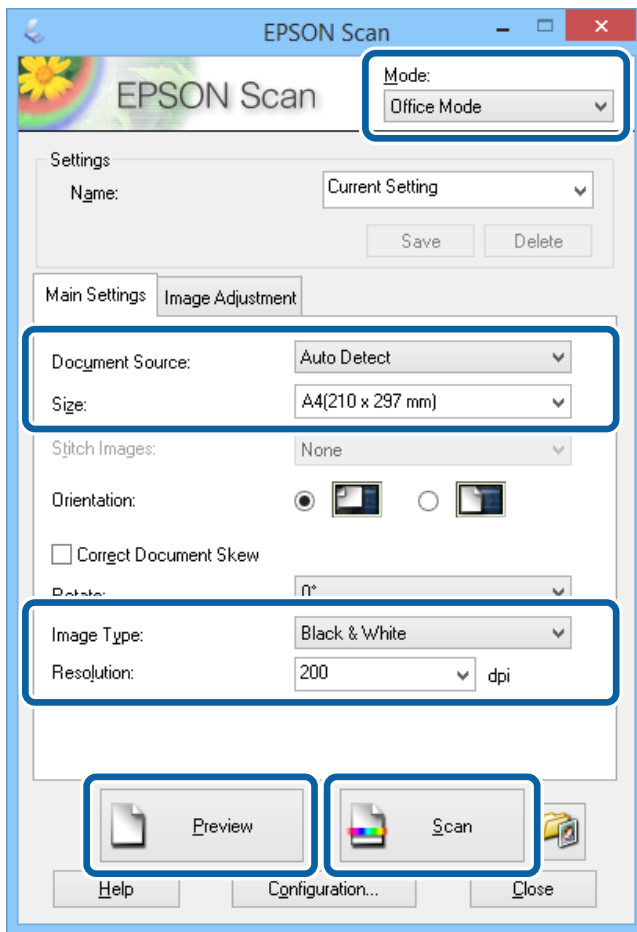 EPSON Scan
EPSON Scan
Mode:
Office Mode
Settings
Name:
Current Setting
Save Delete
Main Settings Image Adjustment
Document Source: Auto Detect
Size: A4(210 x 297 mm)
Stitch Images: None
Orientation:
Correct Document Skew
Rotate: 0°
Image Type: Black & White
Resolution: 200 dpi
Preview Scan
Help Configuration... Close